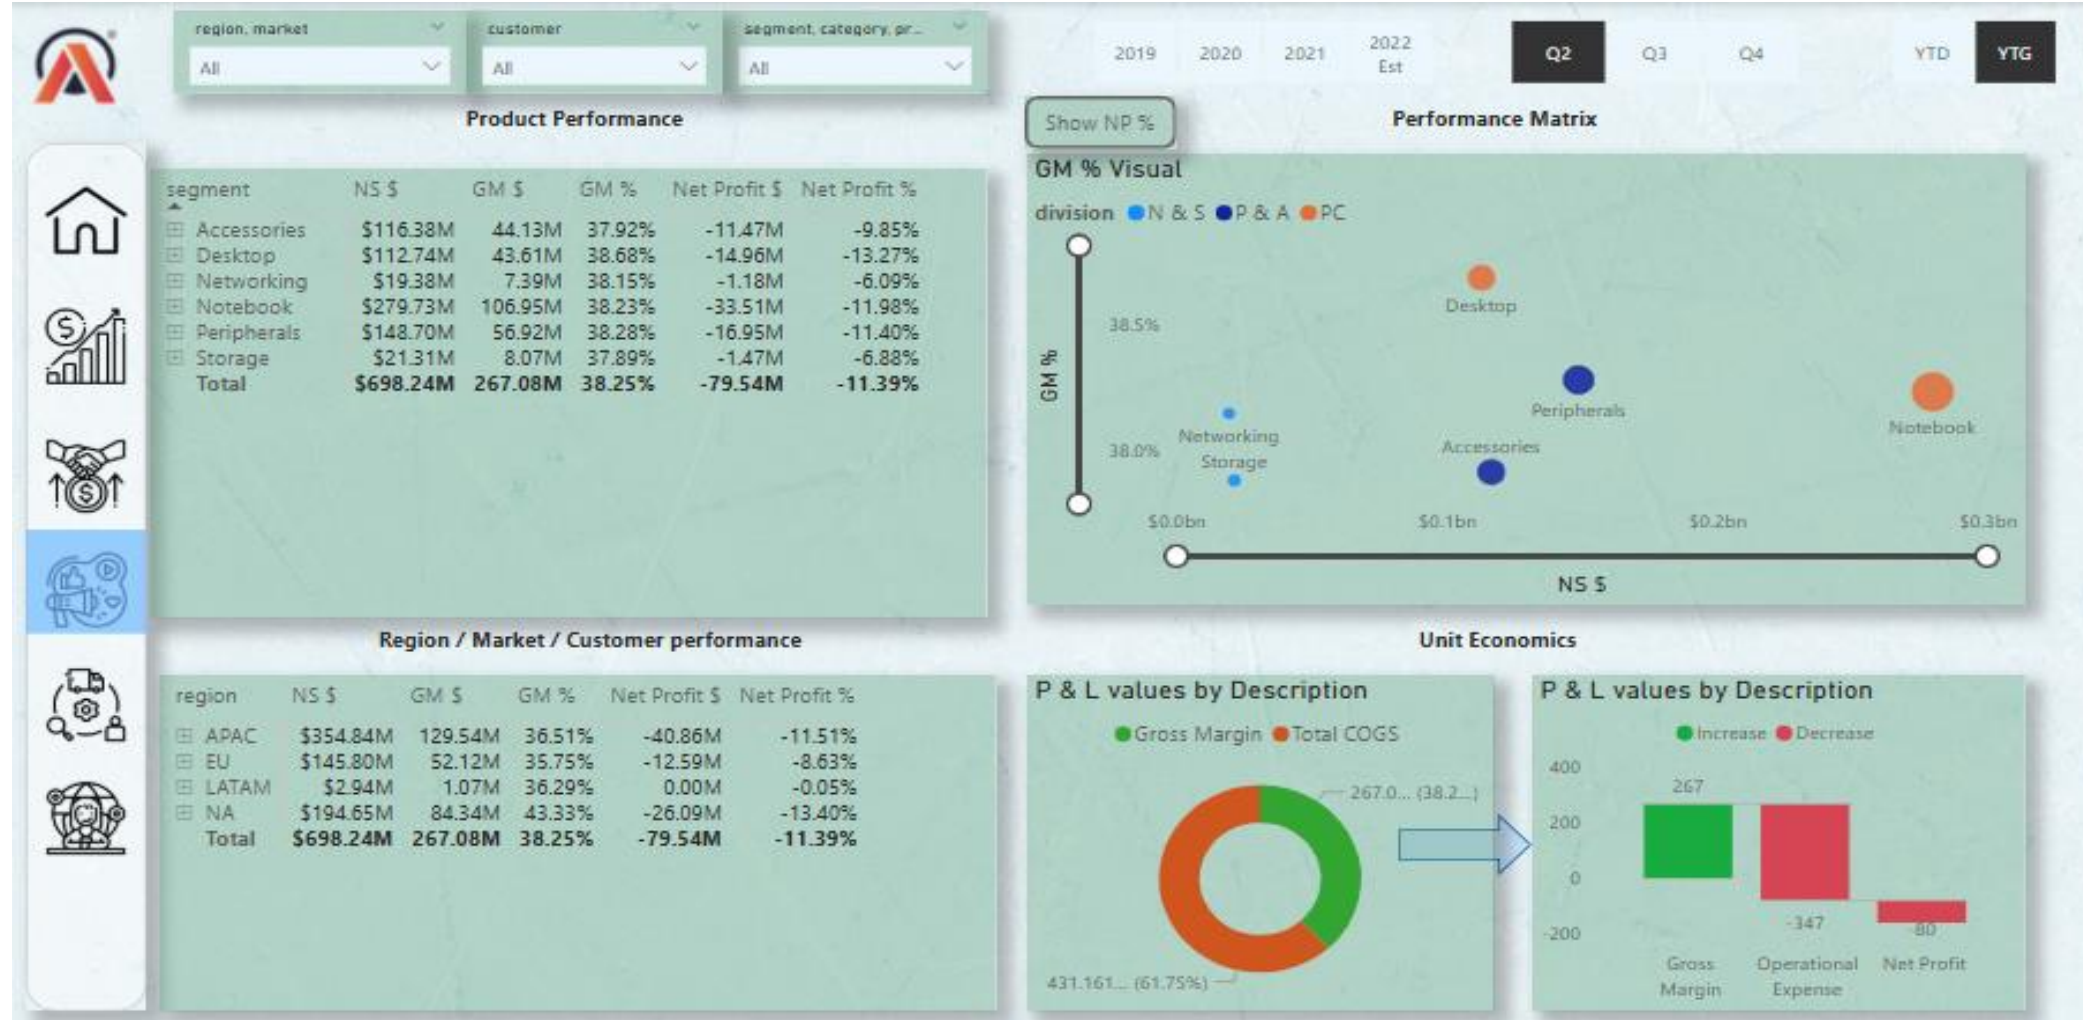 region, market
customer
segment, category, pr...
All
All
All
2019
2020
2021
2022
Est
Q2
Q3
Q4
YTD
YTG
Product Performance
segment NS $ GM $ GM % Net Profit $ Net Profit %
Accessories $116.38M 44.13M 37.92% -11.47M -9.85%
Desktop $112.74M 43.61M 38.68% -14.96M -13.27%
Networking $19.38M 7.39M 38.15% -1.18M -6.09%
Notebook $279.73M 106.95M 38.23% -33.51M -11.98%
Peripherals $148.70M 56.92M 38.28% -16.95M -11.40%
Storage $21.31M 8.07M 37.89% -1.47M -6.88%
Total $698.24M 267.08M 38.25% -79.54M -11.39%
Show NP %
Performance Matrix
GM % Visual
division N & S P & A PC
GM %
38.5%
38.0%
Desktop
Peripherals
Notebook
Networking
Accessories
Storage
$0.0bn
$0.1bn
$0.2bn
$0.3bn
NS $
Region / Market / Customer performance
region NS $ GM $ GM % Net Profit $ Net Profit %
APAC $354.84M 129.54M 36.51% -40.86M -11.51%
EU $145.80M 52.12M 35.75% -12.59M -8.63%
LATAM $2.94M 1.07M 36.29% 0.00M -0.05%
NA $194.65M 84.34M 43.33% -26.09M -13.40%
Total $698.24M 267.08M 38.25% -79.54M -11.39%
Unit Economics
P & L values by Description
Gross Margin Total COGS
267.0... (38.2...)
431.161... (61.75%)
P & L values by Description
Increase Decrease
400
200
0
-200
267
-347
-80
Gross
Margin
Operational
Expense
Net Profit